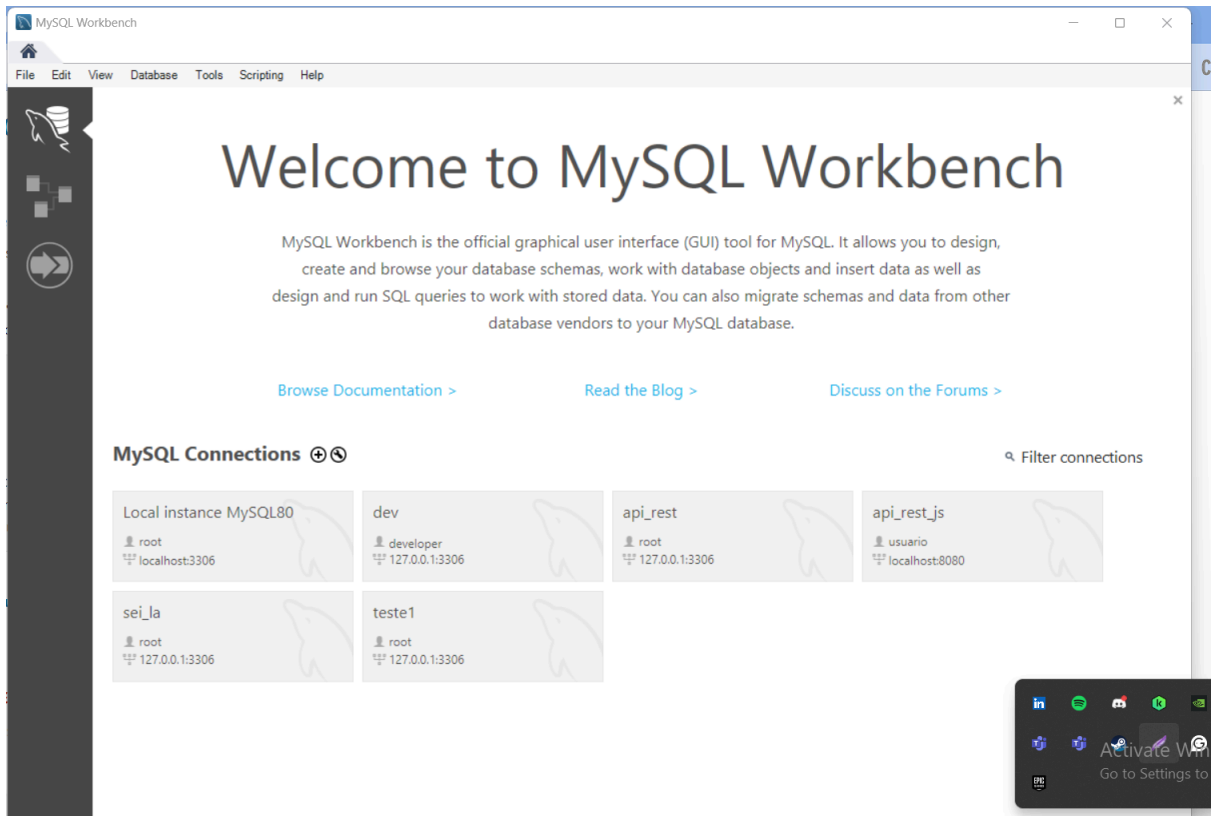 MySQL Workbench
File Edit View Database Tools Scripting Help
Welcome to MySQL Workbench
MySQL Workbench is the official graphical user interface (GUI) tool for MySQL. It allows you to design,
create and browse your database schemas, work with database objects and insert data as well as
design and run SQL queries to work with stored data. You can also migrate schemas and data from other
database vendors to your MySQL database.
Browse Documentation > Read the Blog > Discuss on the Forums >
MySQL Connections
Filter connections
Local instance MySQL80
root
localhost:3306
dev
developer
127.0.0.1:3306
api_rest
root
127.0.0.1:3306
api_rest_js
usuario
localhost:8080
sei_la
root
127.0.0.1:3306
teste1
root
127.0.0.1:3306
in
EPIC
Activate Win
Go to Settings to